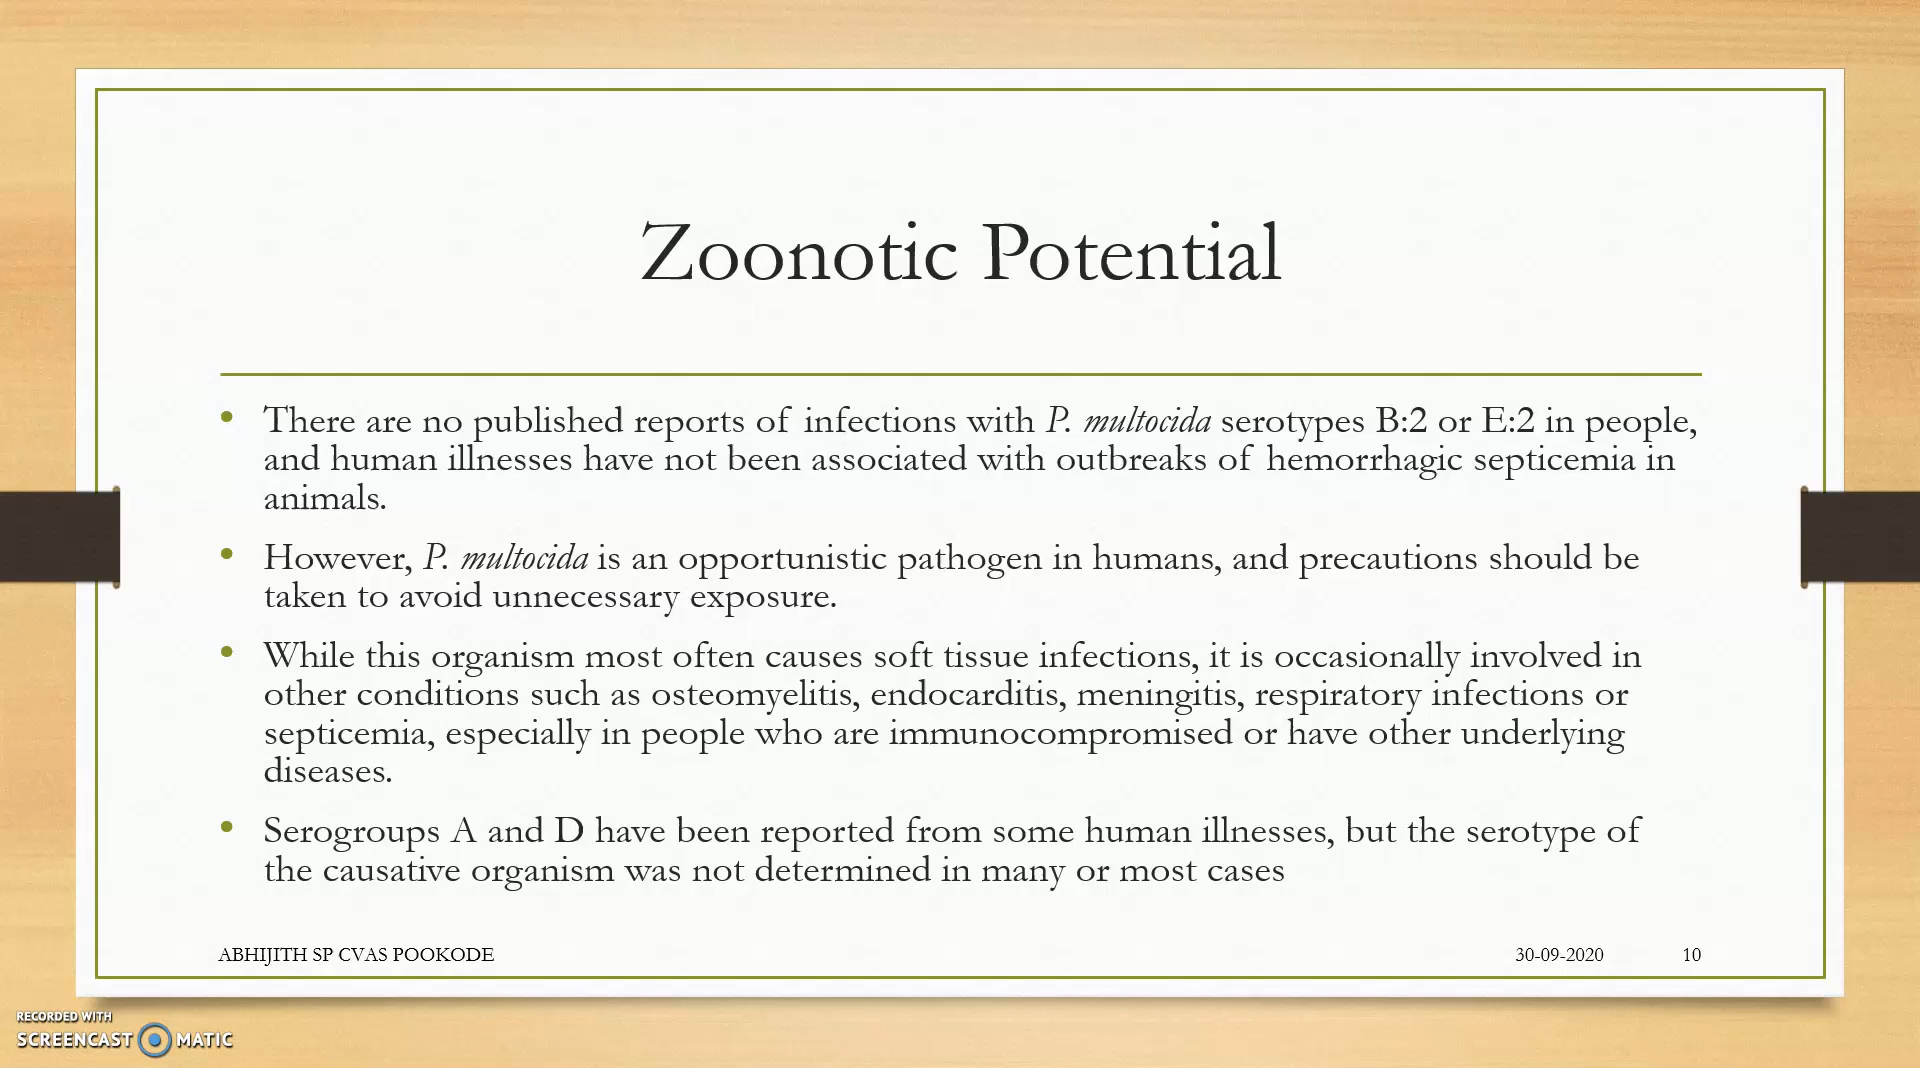 Zoonotic Potential
• There are no published reports of infections with P. multocida serotypes B:2 or E:2 in people,
and human illnesses have not been associated with outbreaks of hemorrhagic septicemia in
animals.
• However, P. multocida is an opportunistic pathogen in humans, and precautions should be
taken to avoid unnecessary exposure.
• While this organism most often causes soft tissue infections, it is occasionally involved in
other conditions such as osteomyelitis, endocarditis, meningitis, respiratory infections or
septicemia, especially in people who are immunocompromised or have other underlying
diseases.
• Serogroups A and D have been reported from some human illnesses, but the serotype of
the causative organism was not determined in many or most cases
ABHIJITH SP CVAS POOKODE 30-09-2020 10
RECORDED WITH
SCREENCAST MATIC